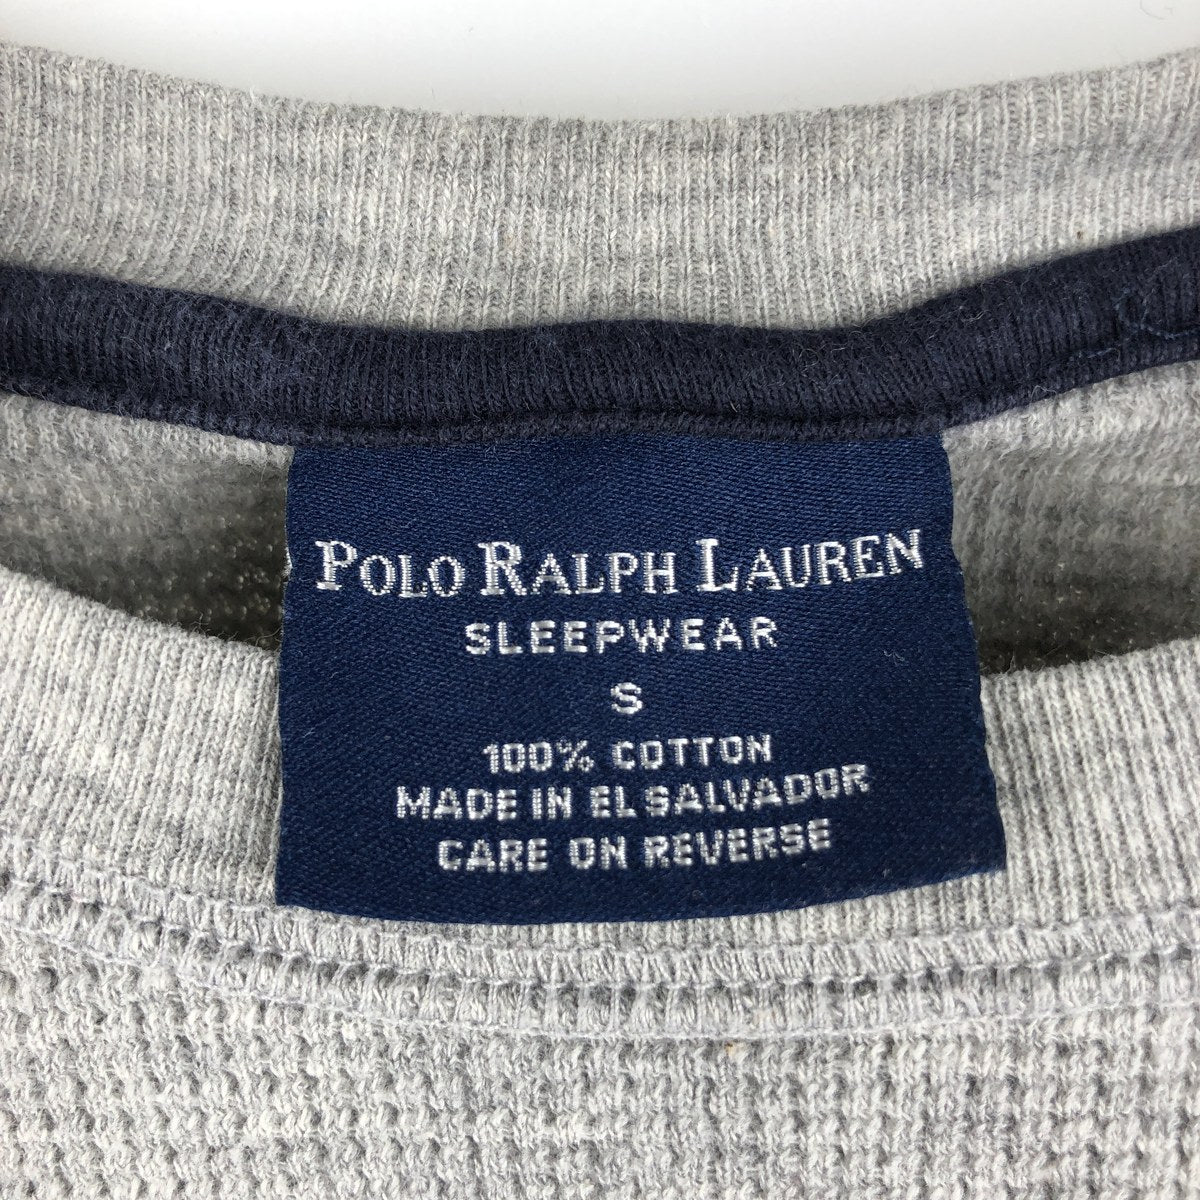 POLO RALPH LAUREN
SLEEPWEAR
S
100% COTTON
MADE IN EL SALVADOR
CARE ON REVERSE